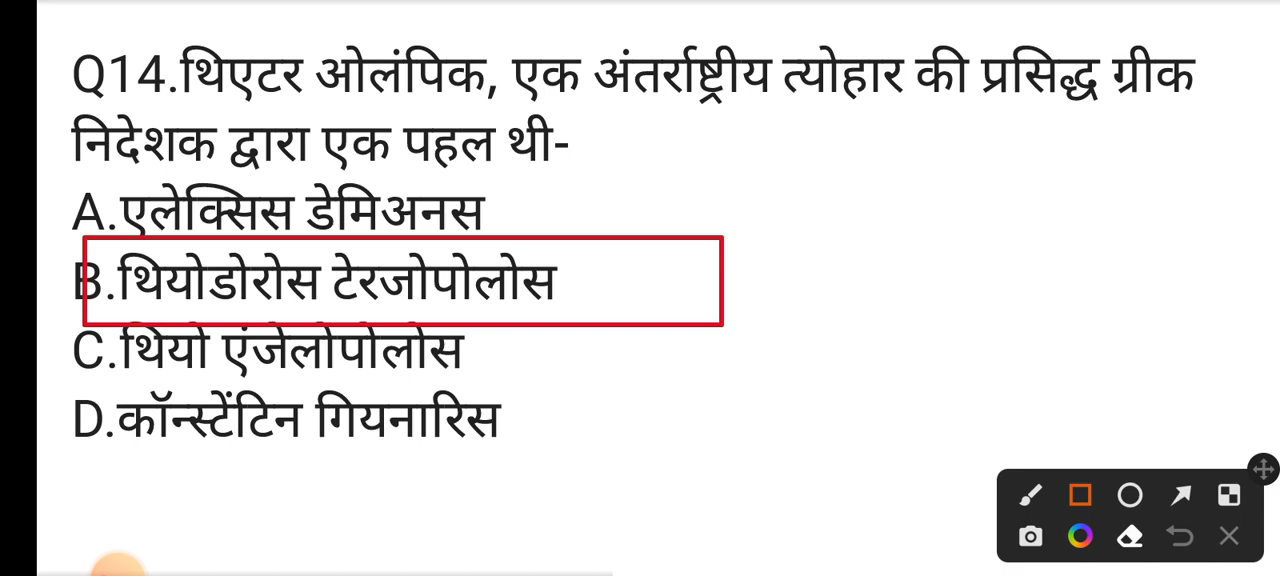 Q14.थिएटर ओलंपिक, एक अंतर्राष्ट्रीय त्योहार की प्रसिद्ध ग्रीक
निदेशक द्वारा एक पहल थी-
A.एलेक्सिस डेमिअनस
B.थियोडोरोस टेरजोपोलोस
C.थियो एंजेलोपोलोस
D.कॉन्स्टेंटिन गियनारिस